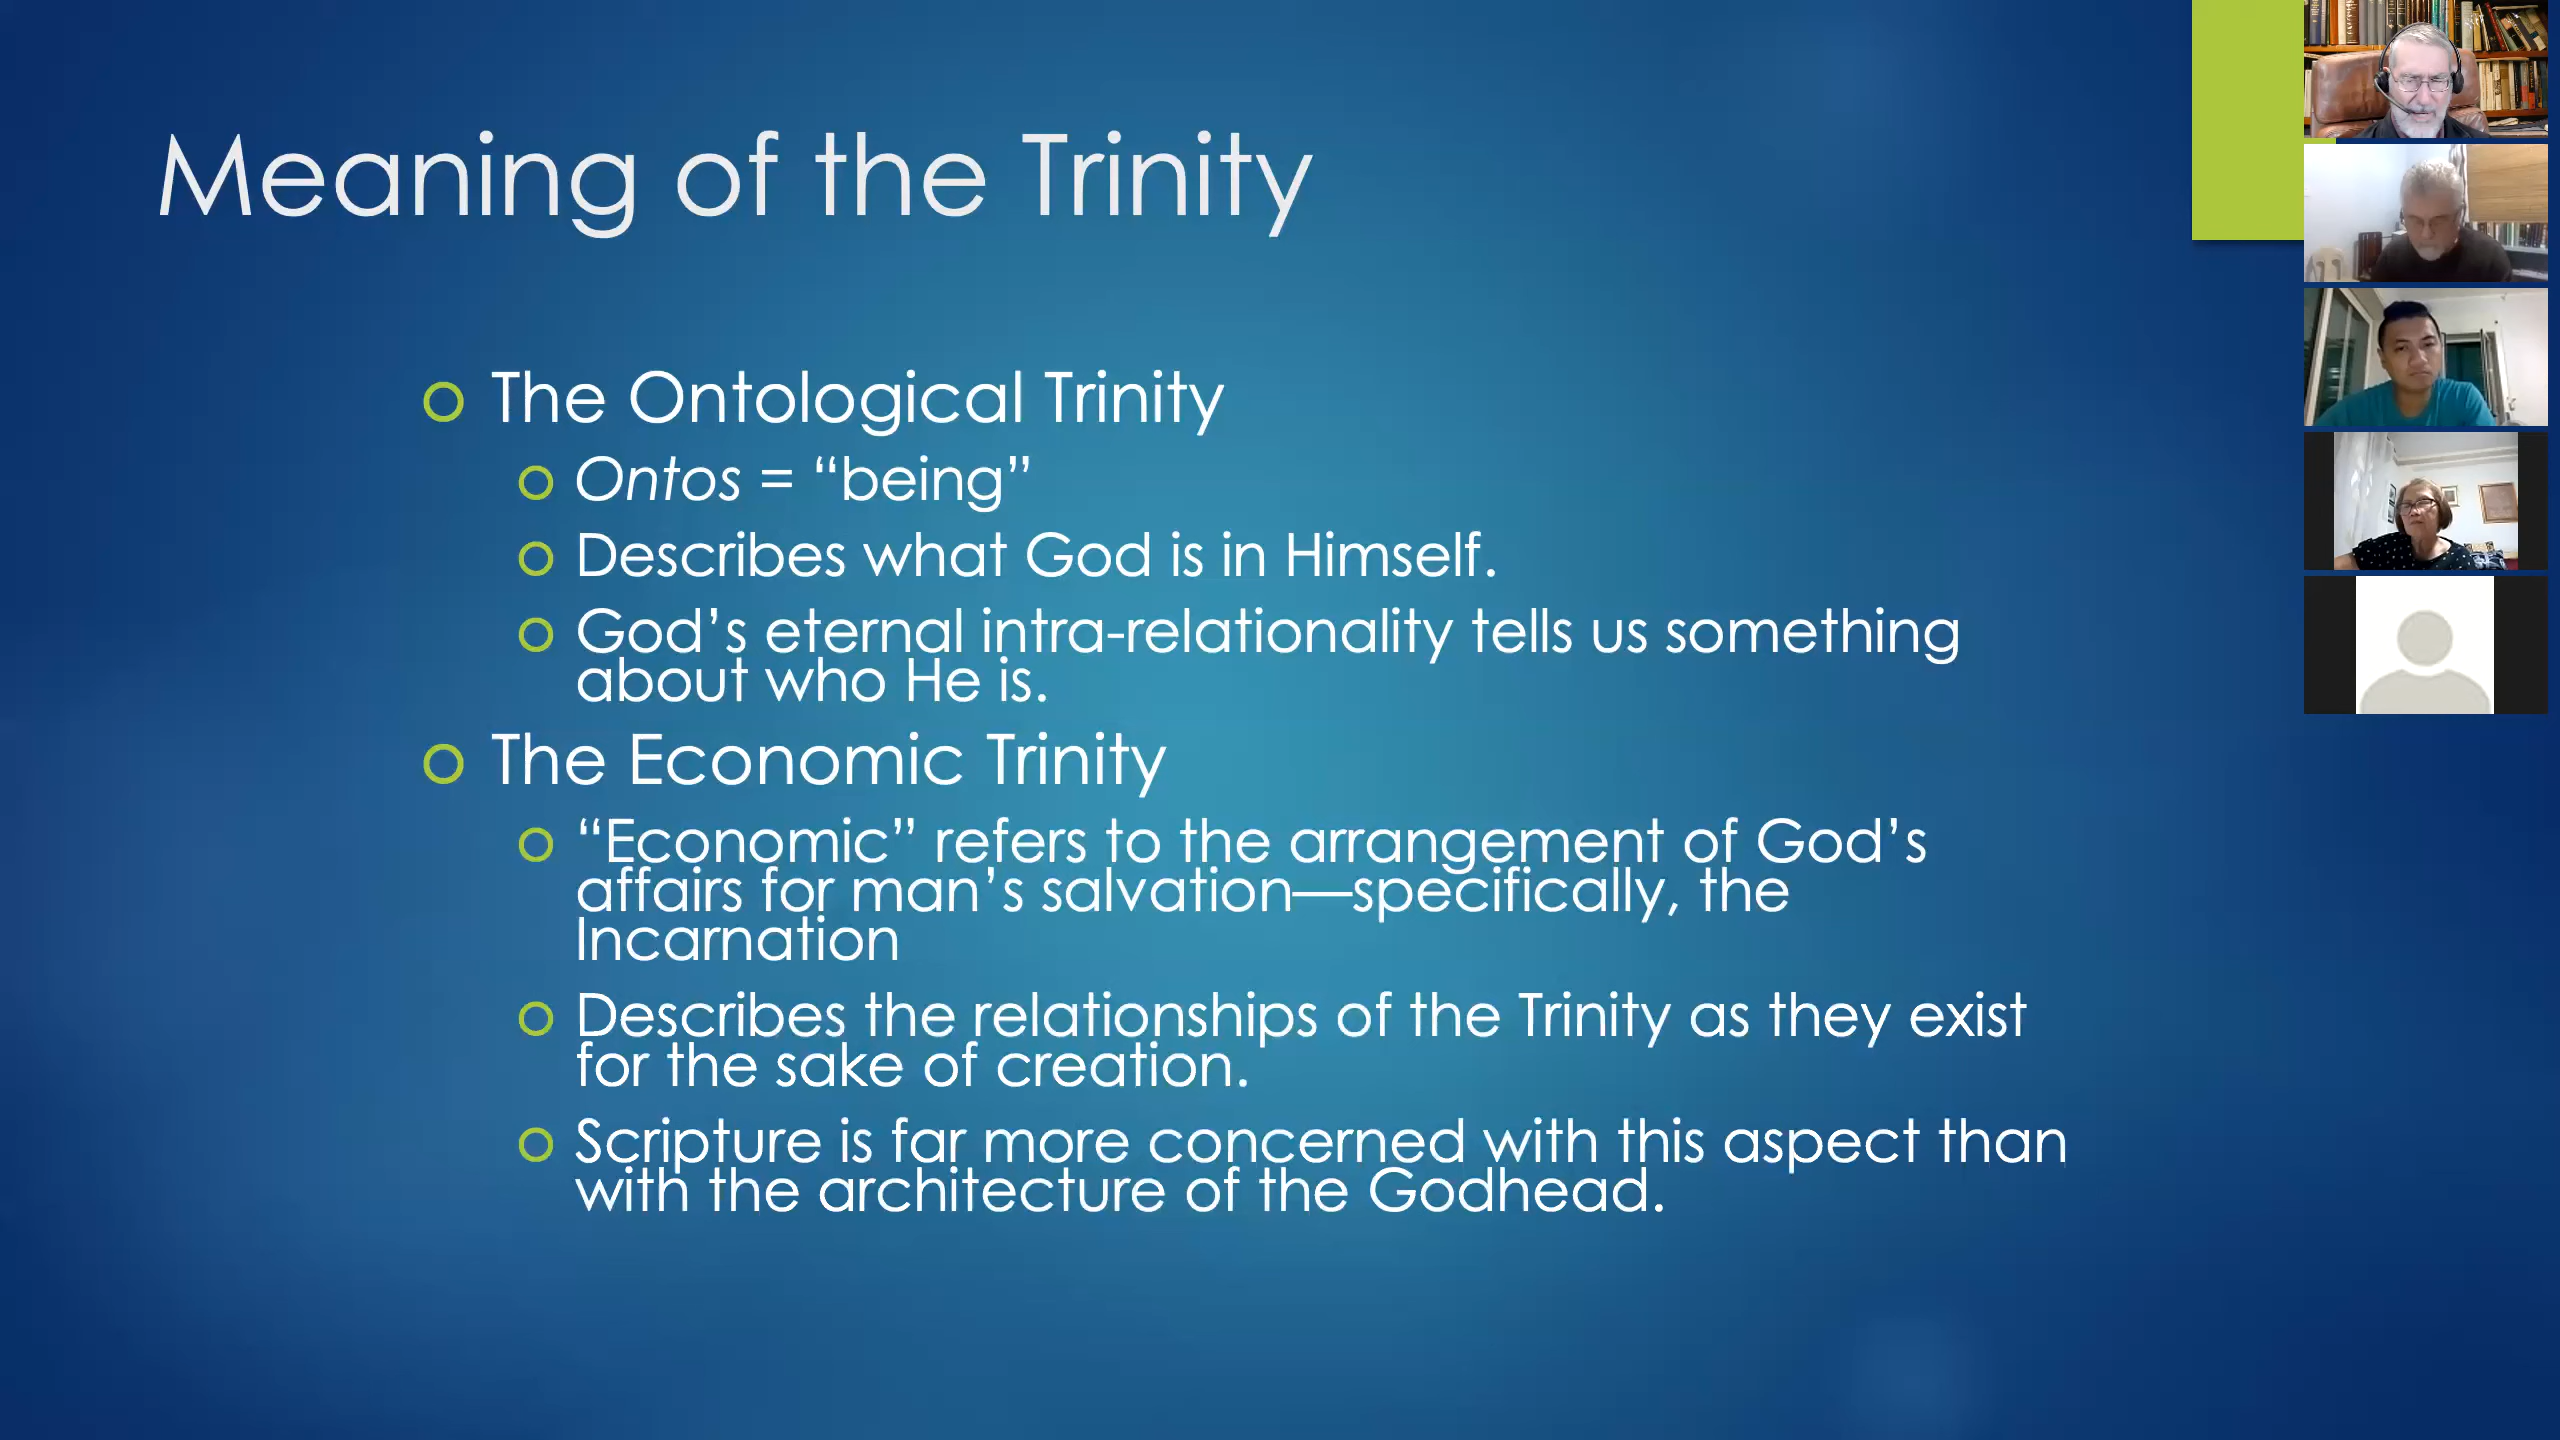 Meaning of the Trinity
The Ontological Trinity
Ontos = “being”
Describes what God is in Himself.
God’s eternal intra-relationality tells us something
about who He is.
The Economic Trinity
“Economic” refers to the arrangement of God’s
affairs for man’s salvation—specifically, the
Incarnation
Describes the relationships of the Trinity as they exist
for the sake of creation.
Scripture is far more concerned with this aspect than
with the architecture of the Godhead.